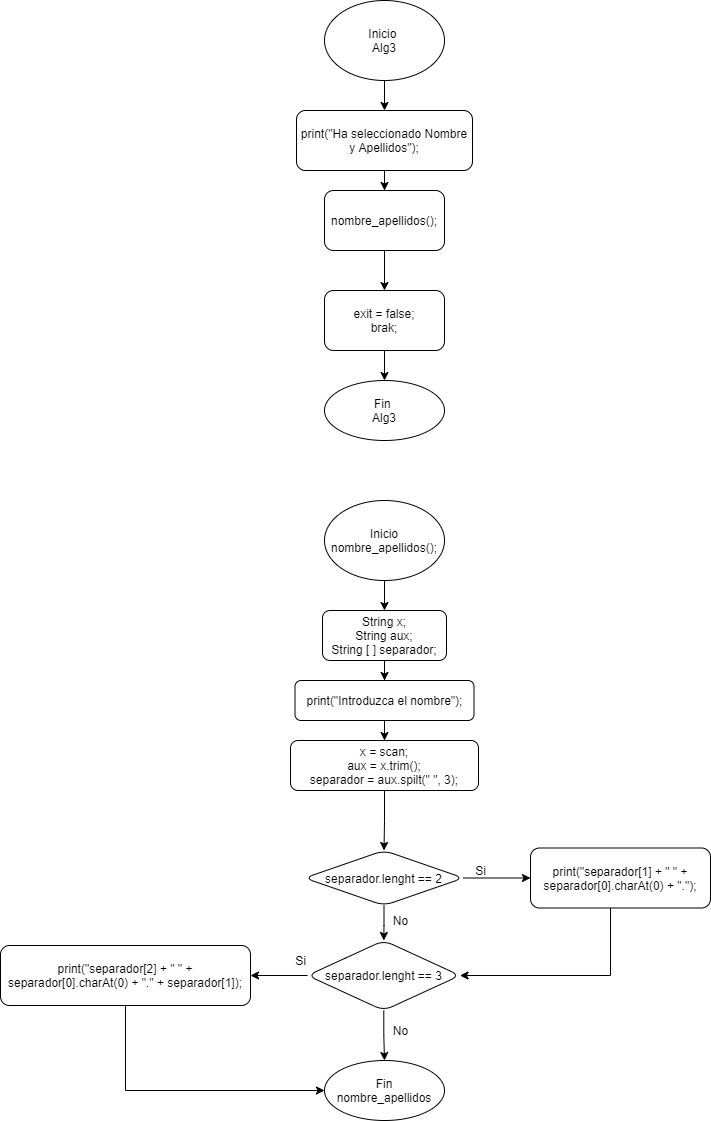 Inicio
Alg3
print("Ha seleccionado Nombre
y Apellidos");
nombre_apellidos();
exit = false;
brak;
Fin
Alg3
Inicio
nombre_apellidos();
String x;
String aux;
String [ ] separador;
print("Introduzca el nombre");
x = scan;
aux = x.trim();
separador = aux.spilt(" ", 3);
separador.lenght == 2
Si
print("separador[1] + " " +
separador[0].charAt(0) + ".");
No
separador.lenght == 3
Si
print("separador[2] + " " +
separador[0].charAt(0) + "." + separador[1]);
No
Fin
nombre_apellidos